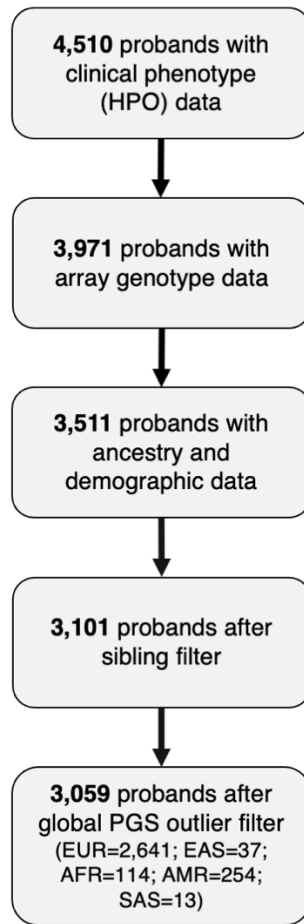 4,510 probands with
clinical phenotype
(HPO) data
3,971 probands with
array genotype data
3,511 probands with
ancestry and
demographic data
3,101 probands after
sibling filter
3,059 probands after
global PGS outlier filter
(EUR=2,641; EAS=37;
AFR=114; AMR=254;
SAS=13)